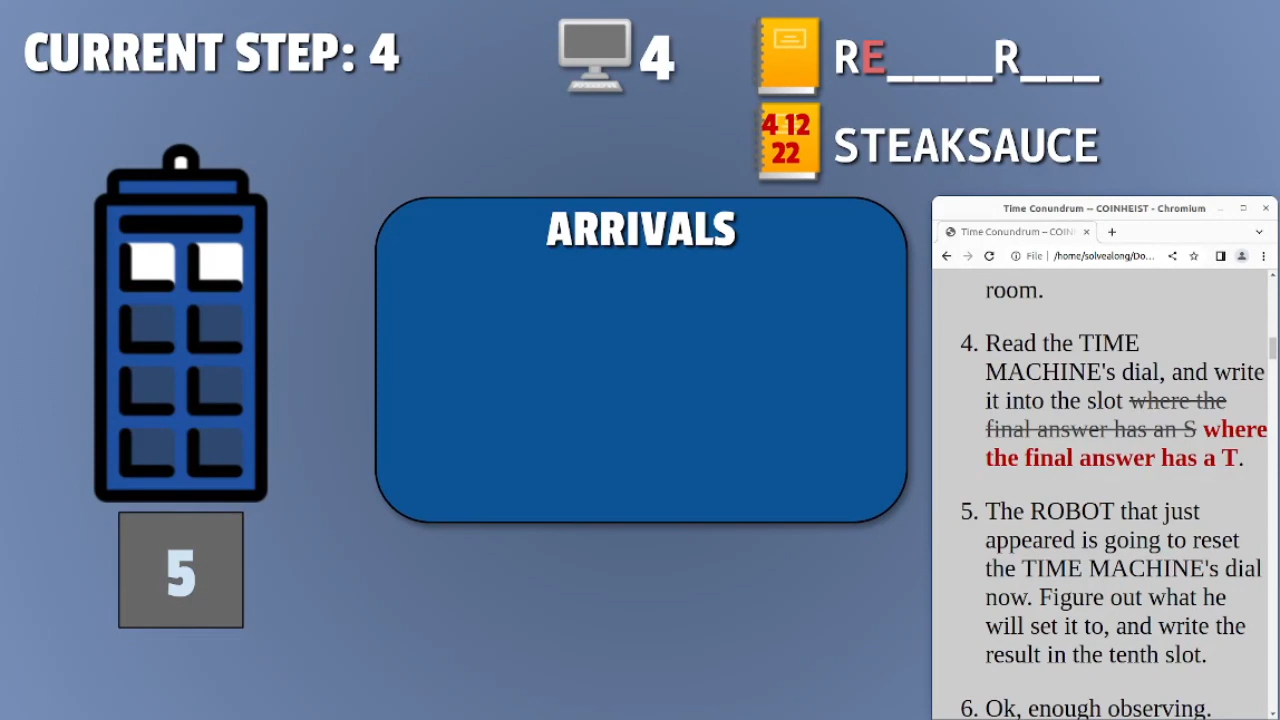 CURRENT STEP: 4
4
RE____R___
4 12
22
STEAKSAUCE
ARRIVALS
5
Time Conundrum -- COINHEIST - Chromium
Time Conundrum -- COIN
File | /home/solvealong/Do...
room.
4. Read the TIME
MACHINE's dial, and write
it into the slot where the
final answer has an S where
the final answer has a T.
5. The ROBOT that just
appeared is going to reset
the TIME MACHINE's dial
now. Figure out what he
will set it to, and write the
result in the tenth slot.
6. Ok, enough observing.